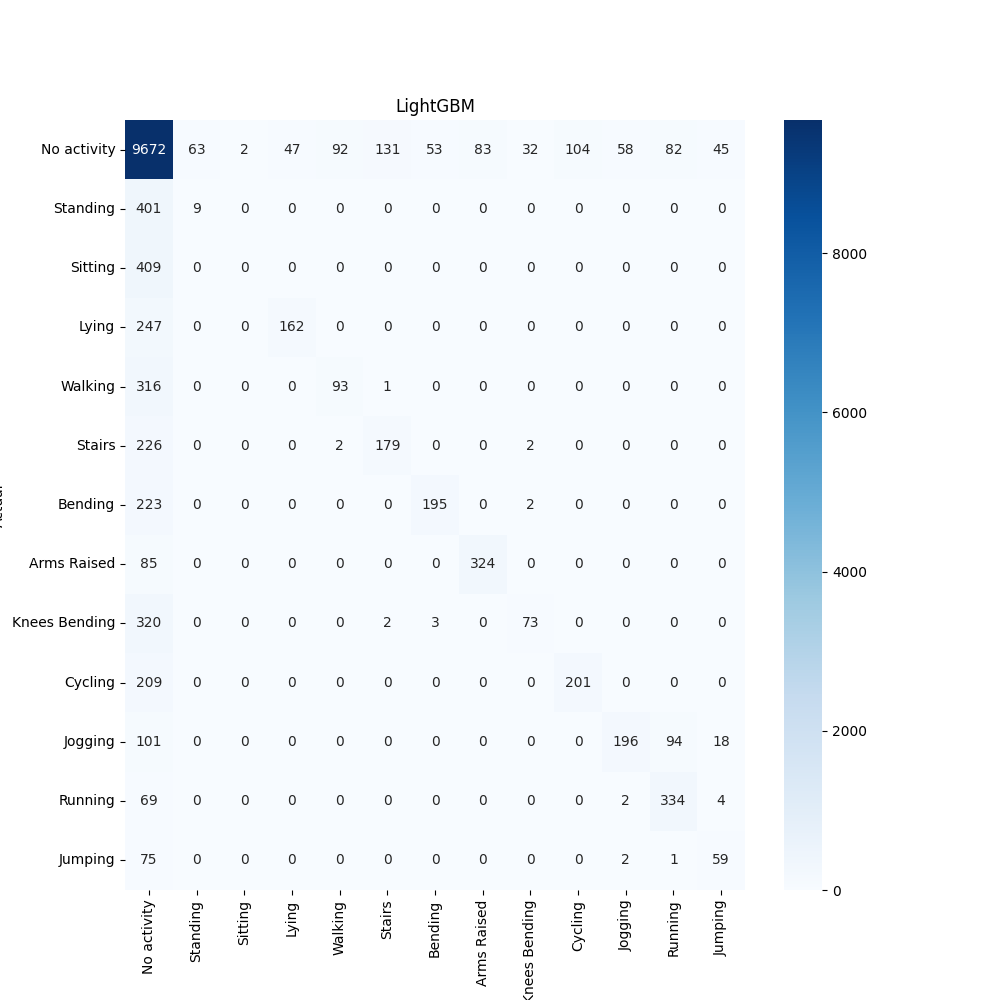 LightGBM
No activity 9672 63 2 47 92 131 53 83 32 104 58 82 45
Standing 401 9 0 0 0 0 0 0 0 0 0 0 0
Sitting 409 0 0 0 0 0 0 0 0 0 0 0 0
Lying 247 0 0 162 0 0 0 0 0 0 0 0 0
Walking 316 0 0 0 93 1 0 0 0 0 0 0 0
Stairs 226 0 0 0 2 179 0 0 2 0 0 0 0
Bending 223 0 0 0 0 0 195 0 2 0 0 0 0
Arms Raised 85 0 0 0 0 0 0 324 0 0 0 0 0
Knees Bending 320 0 0 0 0 2 3 0 73 0 0 0 0
Cycling 209 0 0 0 0 0 0 0 0 201 0 0 0
Jogging 101 0 0 0 0 0 0 0 0 0 196 94 18
Running 69 0 0 0 0 0 0 0 0 0 2 334 4
Jumping 75 0 0 0 0 0 0 0 0 0 2 1 59
No activity Standing Sitting Lying Walking Stairs Bending Arms Raised Knees Bending Cycling Jogging Running Jumping
8000
6000
4000
2000
0